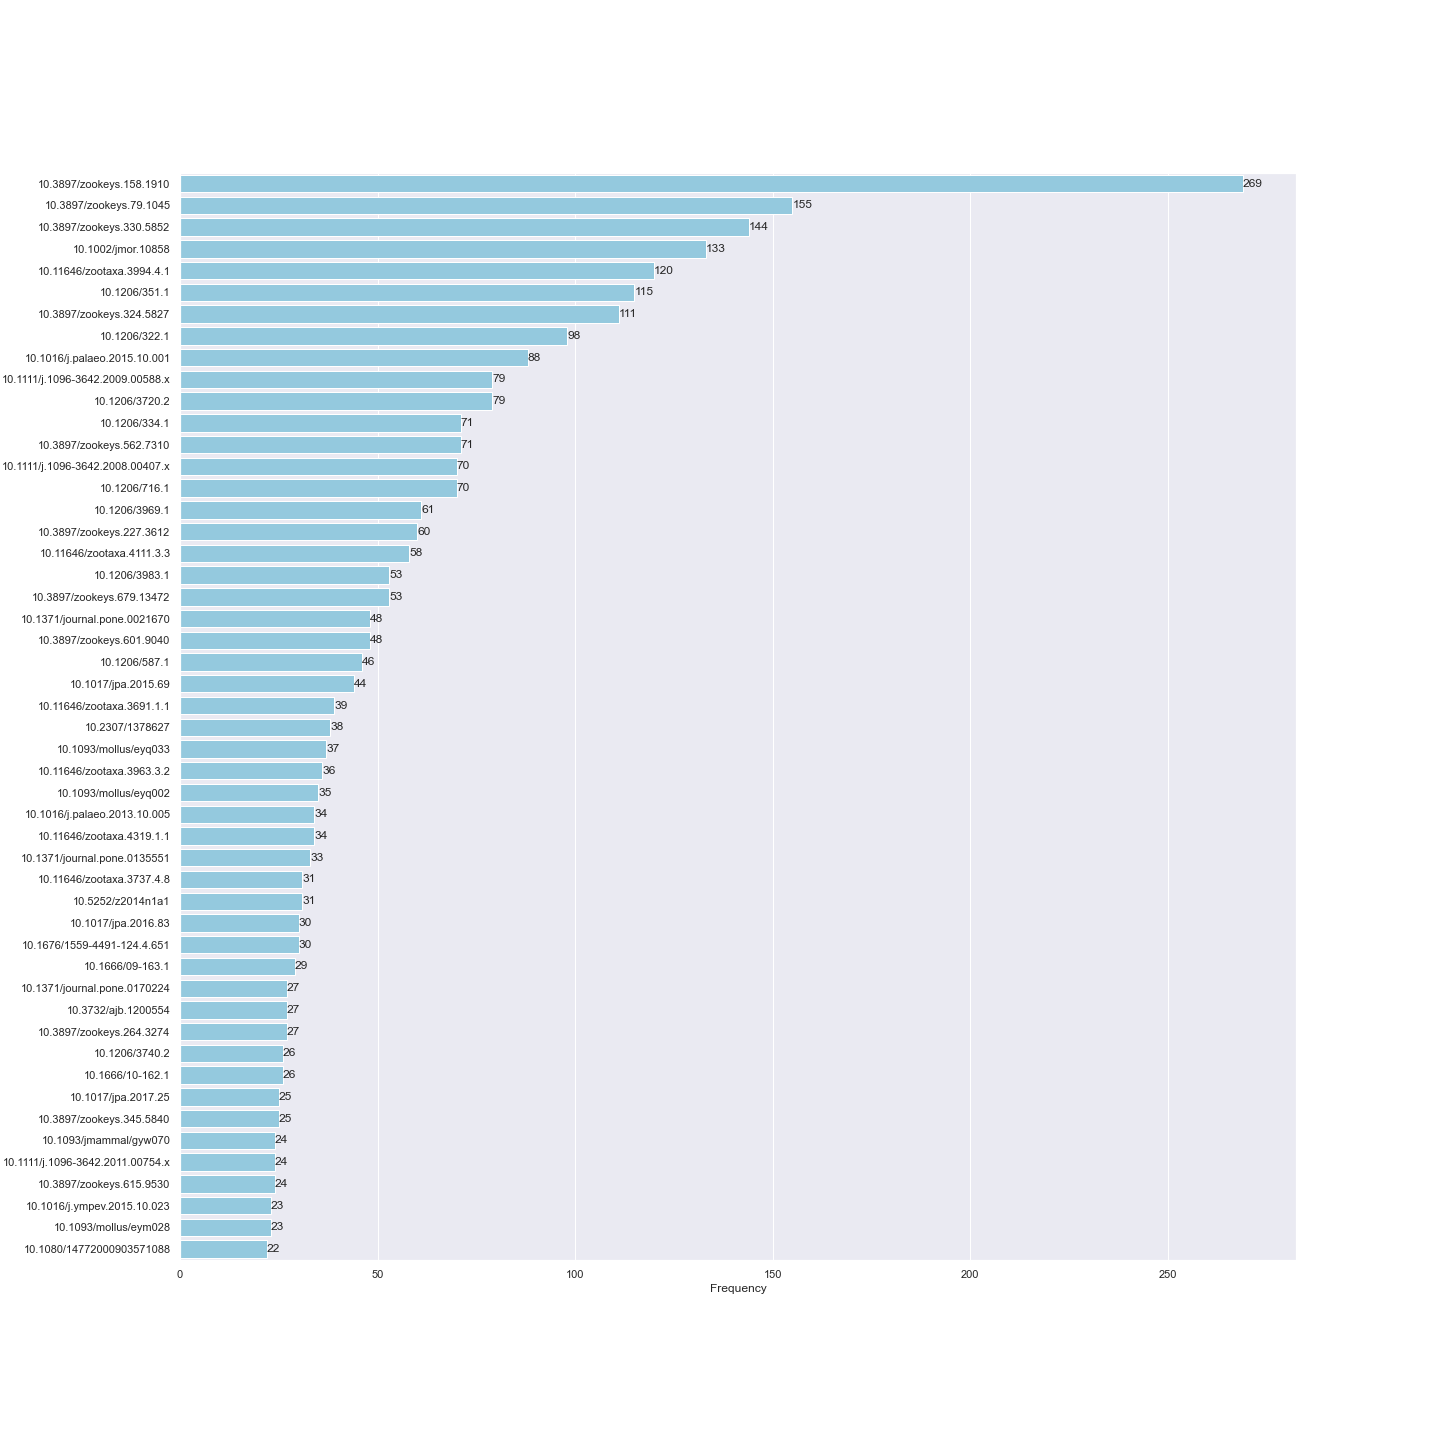 10.3897/zookeys.158.1910 269
10.3897/zookeys.79.1045 155
10.3897/zookeys.330.5852 144
10.1002/jmor.10858 133
10.11646/zootaxa.3994.4.1 120
10.1206/351.1 115
10.3897/zookeys.324.5827 111
10.1206/322.1 98
10.1016/j.palaeo.2015.10.001 88
10.1111/j.1096-3642.2009.00588.x 79
10.1206/3720.2 79
10.1206/334.1 71
10.3897/zookeys.562.7310 71
10.1111/j.1096-3642.2008.00407.x 70
10.1206/716.1 70
10.1206/3969.1 61
10.3897/zookeys.227.3612 60
10.11646/zootaxa.4111.3.3 58
10.1206/3983.1 53
10.3897/zookeys.679.13472 53
10.1371/journal.pone.0021670 48
10.3897/zookeys.601.9040 48
10.1206/587.1 46
10.1017/jpa.2015.69 44
10.11646/zootaxa.3691.1.1 39
10.2307/1378627 38
10.1093/mollus/eyq033 37
10.11646/zootaxa.3963.3.2 36
10.1093/mollus/eyq002 35
10.1016/j.palaeo.2013.10.005 34
10.11646/zootaxa.4319.1.1 34
10.1371/journal.pone.0135551 33
10.11646/zootaxa.3737.4.8 31
10.5252/z2014n1a1 31
10.1017/jpa.2016.83 30
10.1676/1559-4491-124.4.651 30
10.1666/09-163.1 29
10.1371/journal.pone.0170224 27
10.3732/ajb.1200554 27
10.3897/zookeys.264.3274 27
10.1206/3740.2 26
10.1666/10-162.1 26
10.1017/jpa.2017.25 25
10.3897/zookeys.345.5840 25
10.1093/jmammal/gyw070 24
10.1111/j.1096-3642.2011.00754.x 24
10.3897/zookeys.615.9530 24
10.1016/j.ympev.2015.10.023 23
10.1093/mollus/eym028 23
10.1080/14772000903571088 22
0 50 100 150 200 250
Frequency